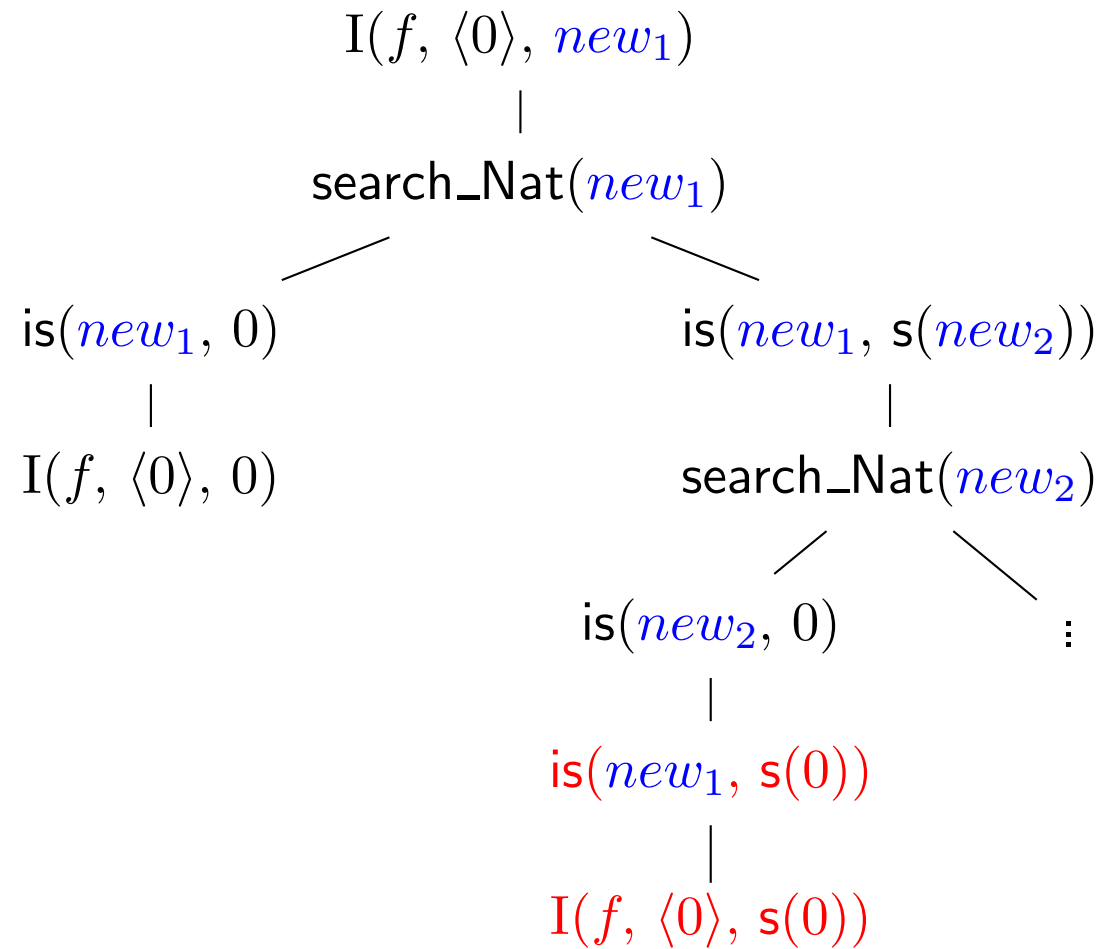 I(f, ⟨0⟩, new₁)
search_Nat(new₁)
is(new₁, 0) is(new₁, s(new₂))
I(f, ⟨0⟩, 0) search_Nat(new₂)
is(new₂, 0) ⋮
is(new₁, s(0))
I(f, ⟨0⟩, s(0))